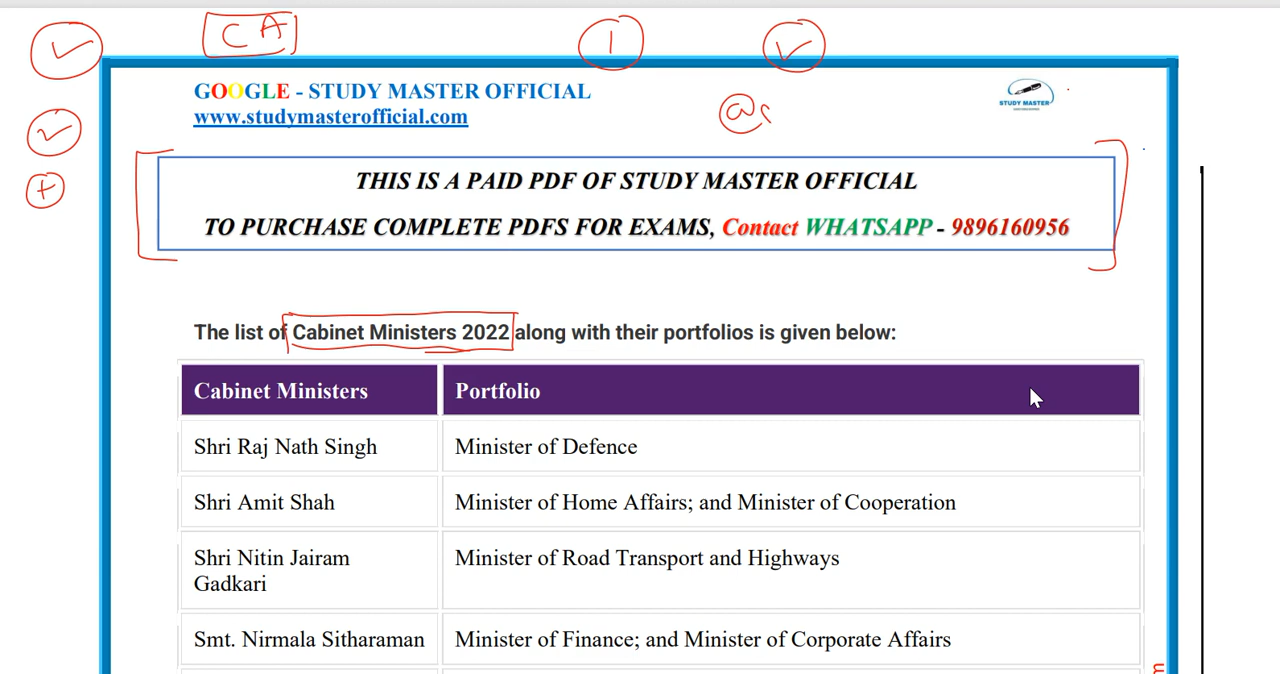 CA
1
GOOGLE - STUDY MASTER OFFICIAL
www.studymasterofficial.com
STUDY MASTER
THIS IS A PAID PDF OF STUDY MASTER OFFICIAL
TO PURCHASE COMPLETE PDFS FOR EXAMS, Contact WHATSAPP - 9896160956
The list of Cabinet Ministers 2022 along with their portfolios is given below:
Cabinet Ministers Portfolio
Shri Raj Nath Singh Minister of Defence
Shri Amit Shah Minister of Home Affairs; and Minister of Cooperation
Shri Nitin Jairam Gadkari Minister of Road Transport and Highways
Smt. Nirmala Sitharaman Minister of Finance; and Minister of Corporate Affairs